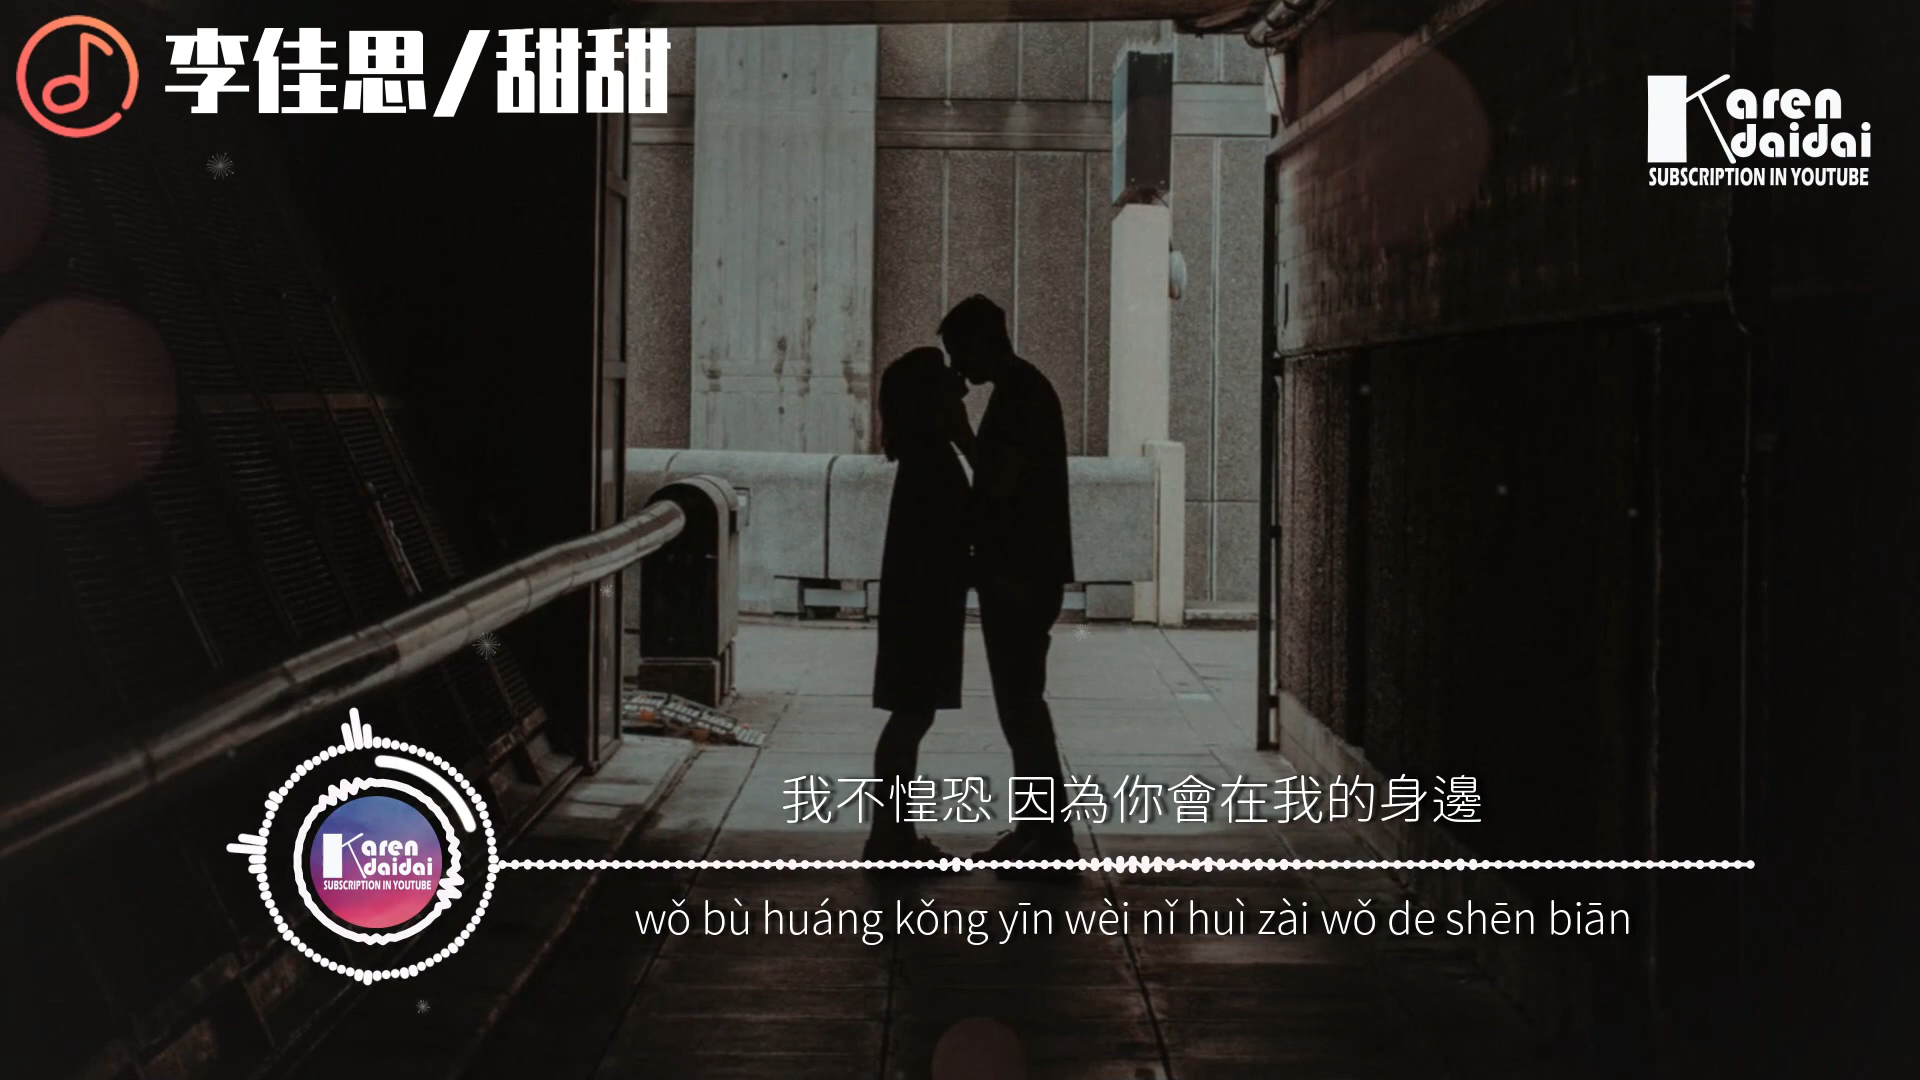 李佳思/甜甜
Karen
daidai
SUBSCRIPTION IN YOUTUBE
我不惶恐 因為你會在我的身邊
Karen
daidai
SUBSCRIPTION IN YOUTUBE
wǒ bù huáng kǒng yīn wèi nǐ huì zài wǒ de shēn biān